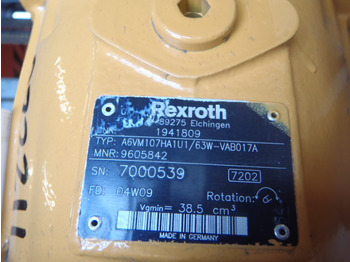 Rexroth
89275 Elchingen
1941809
TYP: A6VM107HA1U1/63W-VAB017A
MNR: 9605842
SN: 7000539 7202
FD: 04W09 Rotation:
Vgmin= 38.5 cm³
MADE IN GERMANY